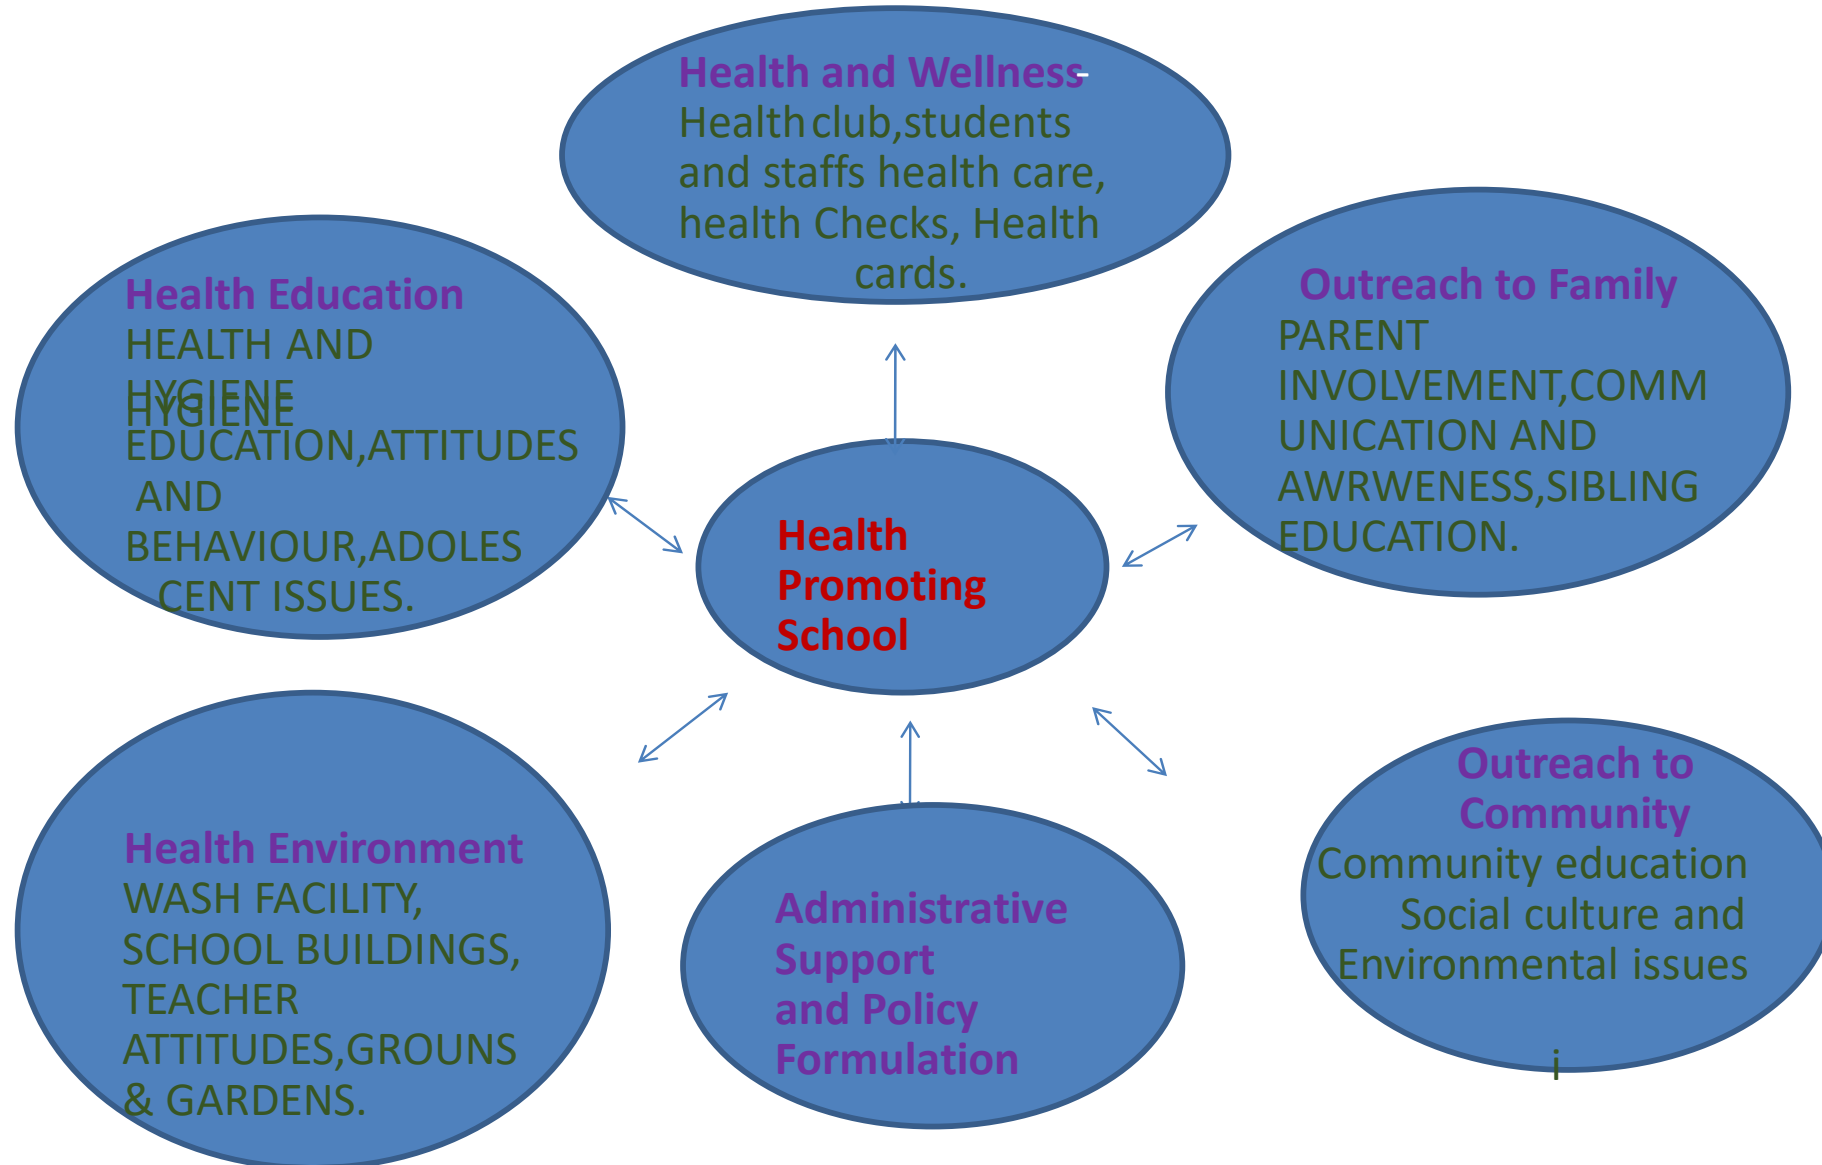 Health and Wellness-
Health club,students
and staffs health care,
health Checks, Health
cards.
Health Education
HEALTH AND
HYGIENE
HYGIENE
EDUCATION,ATTITUDES
AND
BEHAVIOUR,ADOLES
CENT ISSUES.
Outreach to Family
PARENT
INVOLVEMENT,COMM
UNICATION AND
AWRWENESS,SIBLING
EDUCATION.
Health
Promoting
School
Health Environment
WASH FACILITY,
SCHOOL BUILDINGS,
TEACHER
ATTITUDES,GROUNS
& GARDENS.
Administrative
Support
and Policy
Formulation
Outreach to
Community
Community education
Social culture and
Environmental issues
i